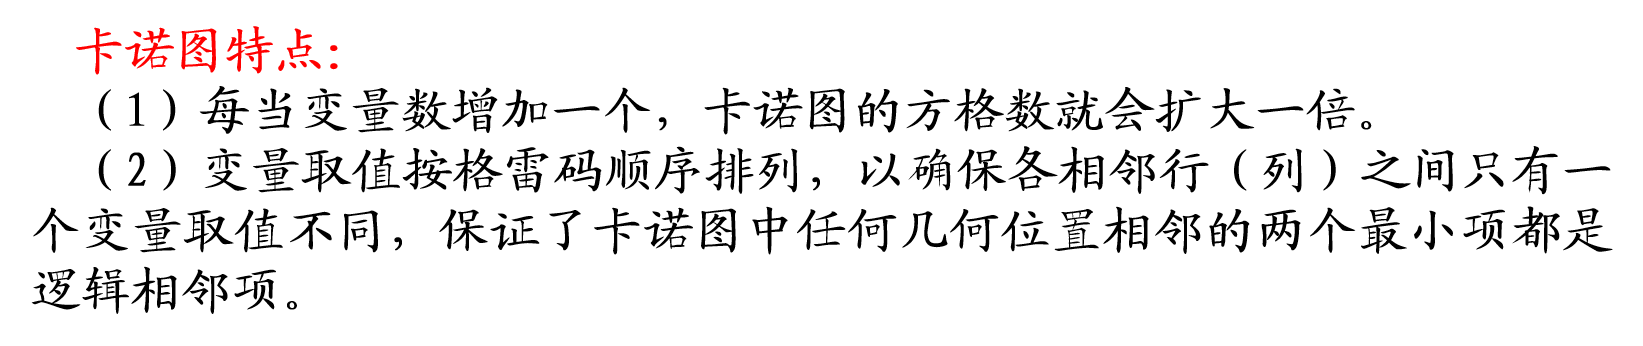 卡诺图特点:
（1）每当变量数增加一个，卡诺图的方格数就会扩大一倍。
（2）变量取值按格雷码顺序排列，以确保各相邻行（列）之间只有一
个变量取值不同，保证了卡诺图中任何几何位置相邻的两个最小项都是
逻辑相邻项。